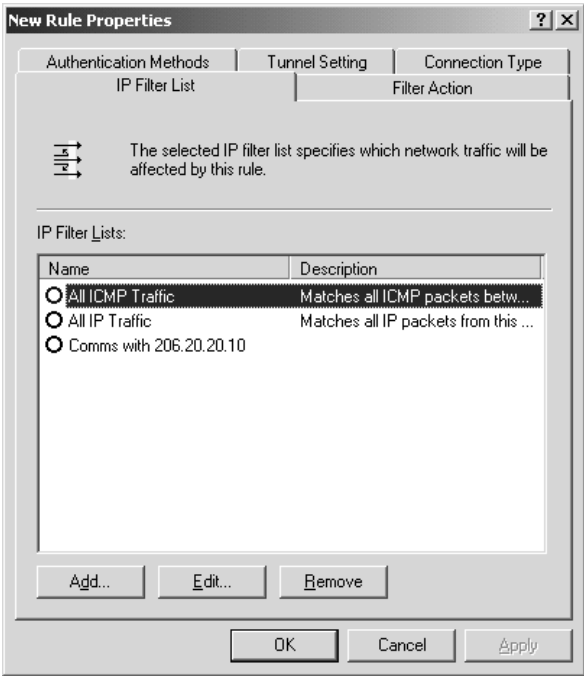 New Rule Properties
Authentication Methods Tunnel Setting Connection Type
IP Filter List Filter Action
The selected IP filter list specifies which network traffic will be
affected by this rule.
IP Filter Lists:
Name Description
All ICMP Traffic Matches all ICMP packets betw...
All IP Traffic Matches all IP packets from this ...
Comms with 206.20.20.10
Add... Edit... Remove
OK Cancel Apply